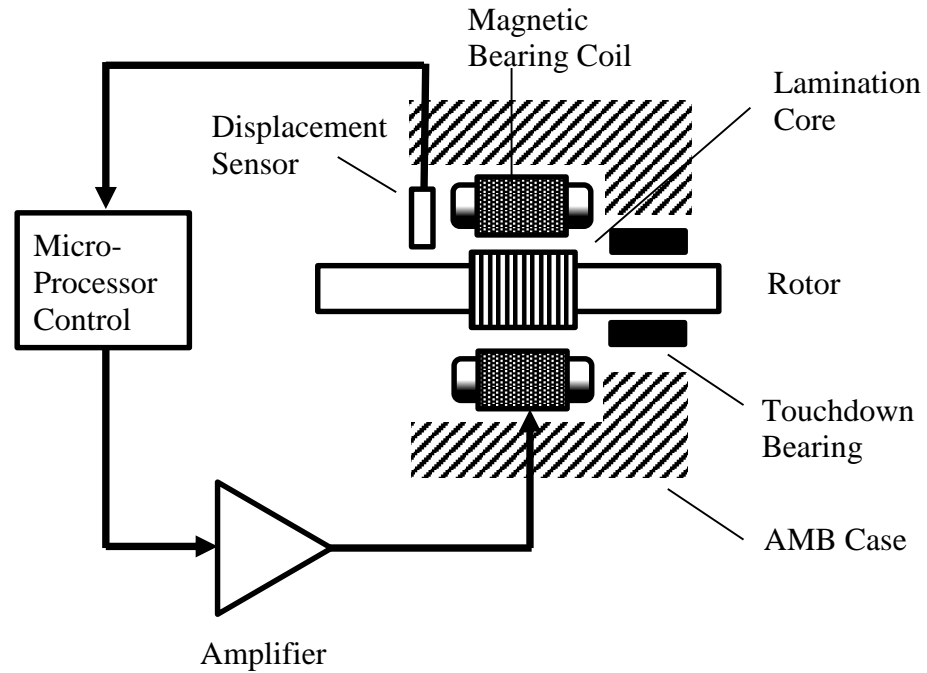 Magnetic
Bearing Coil
Lamination
Core
Displacement
Sensor
Micro-
Processor
Control
Rotor
Touchdown
Bearing
AMB Case
Amplifier